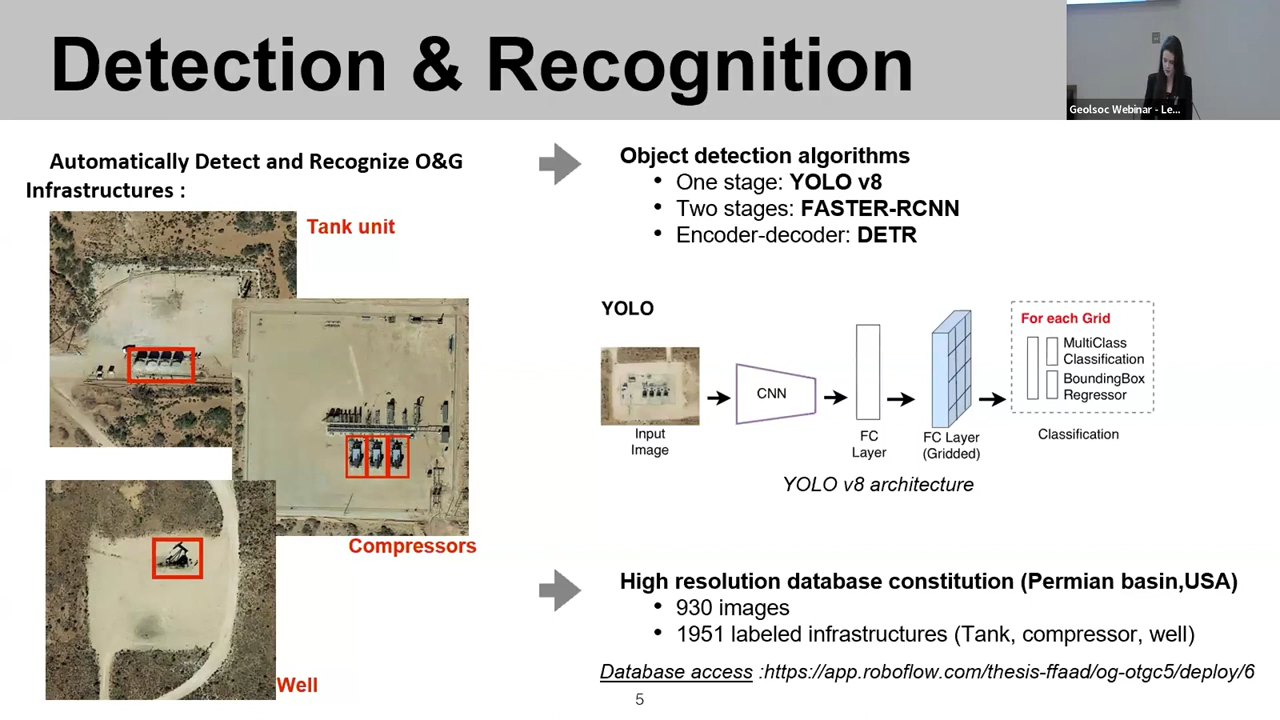 Detection & Recognition
Geolsoc Webinar - Le...
Automatically Detect and Recognize O&G
Infrastructures :
Tank unit
Compressors
Well
Object detection algorithms
• One stage: YOLO v8
• Two stages: FASTER-RCNN
• Encoder-decoder: DETR
YOLO
Input
Image
CNN
FC
Layer
FC Layer
(Gridded)
For each Grid
MultiClass
Classification
BoundingBox
Regressor
Classification
YOLO v8 architecture
High resolution database constitution (Permian basin,USA)
• 930 images
• 1951 labeled infrastructures (Tank, compressor, well)
Database access :https://app.roboflow.com/thesis-ffaad/og-otgc5/deploy/6
5